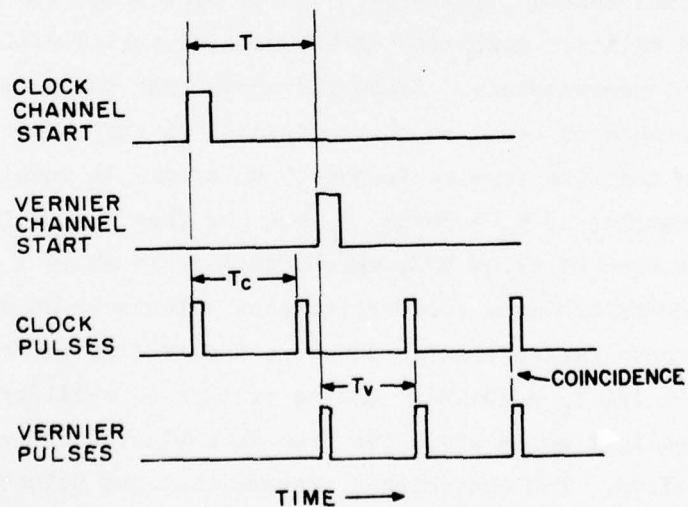 T
CLOCK
CHANNEL
START
VERNIER
CHANNEL
START
Tc
CLOCK
PULSES
Tv
COINCIDENCE
VERNIER
PULSES
TIME